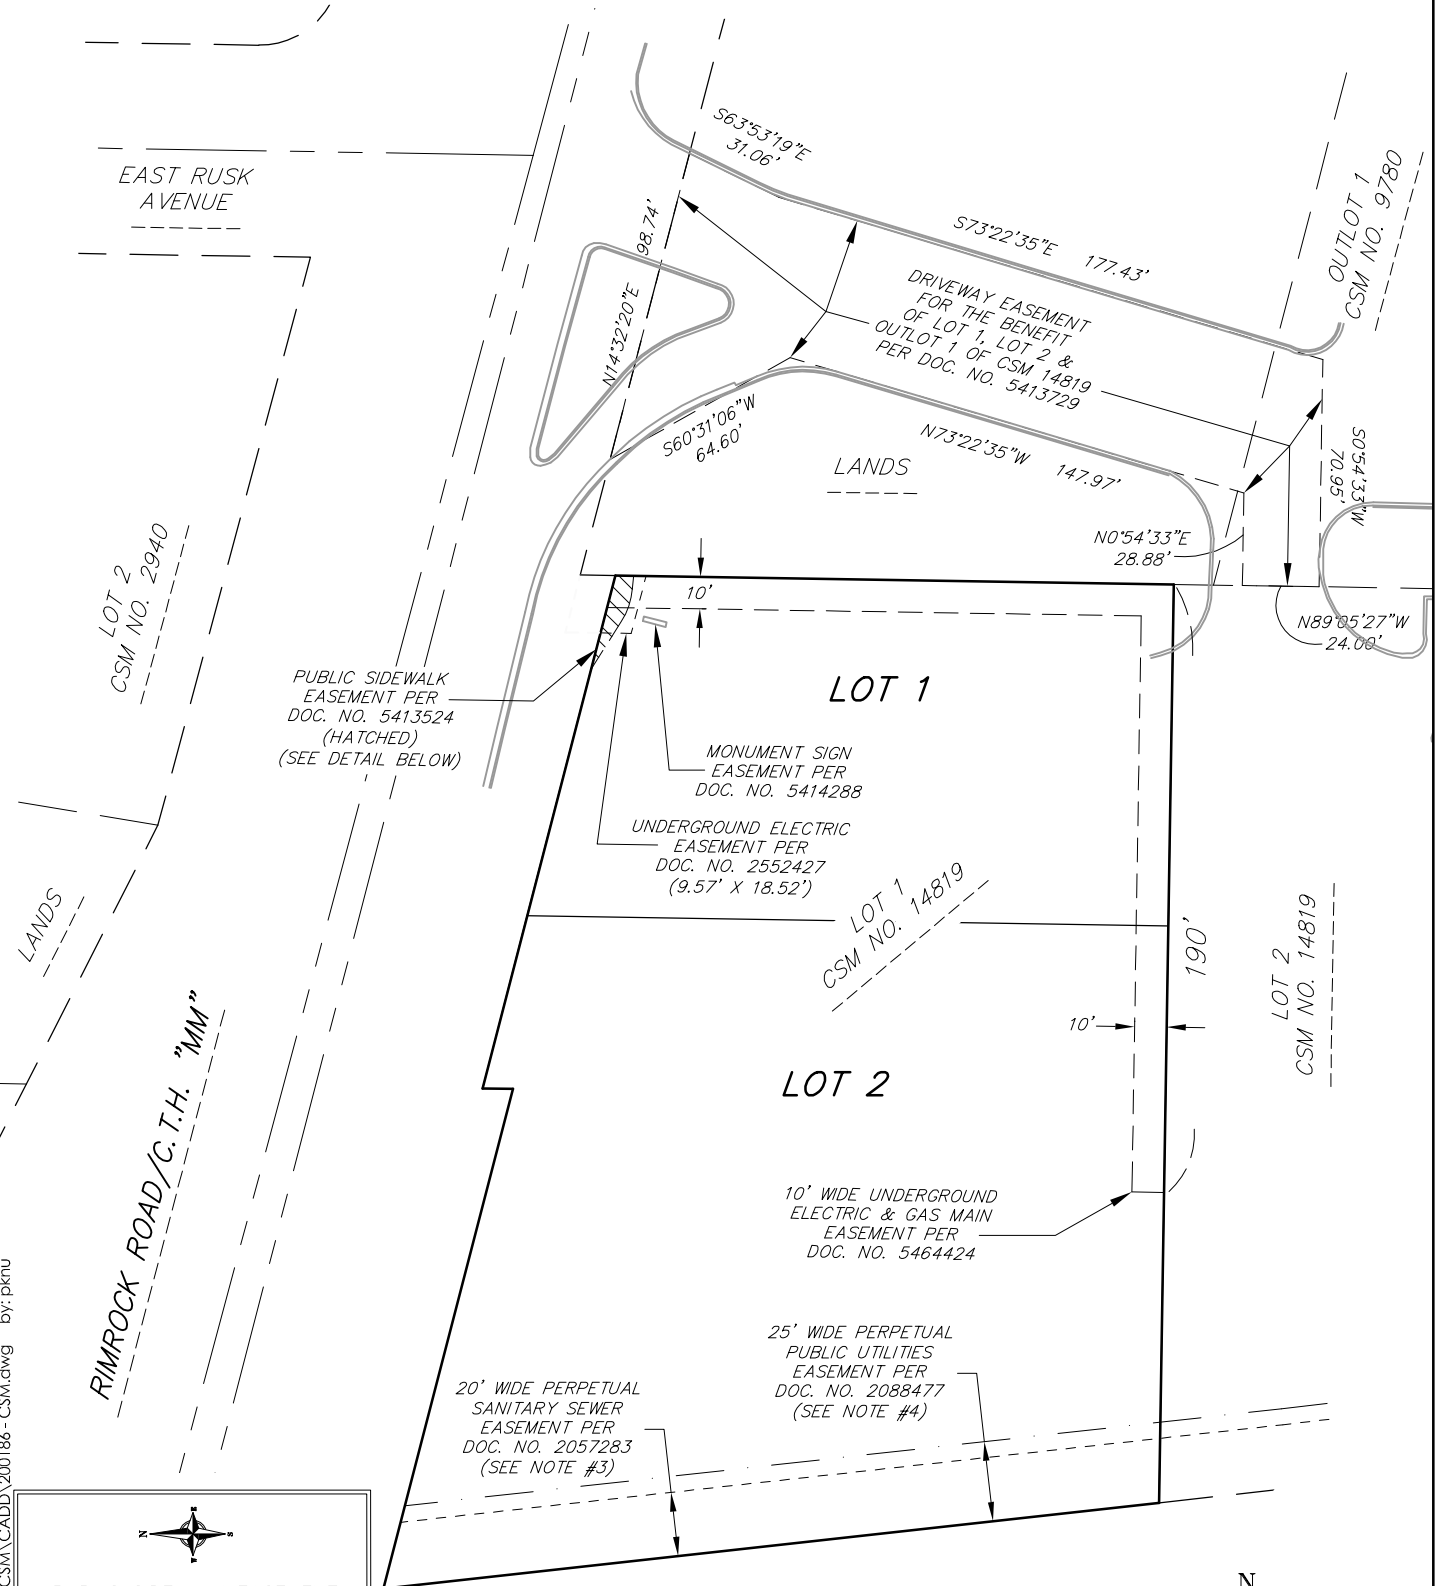 EAST RUSK
AVENUE
S63°53'19"E
31.06'
98.74'
N14°32'20"E
S73°22'35"E 177.43'
OUTLOT 1
CSM NO. 9780
DRIVEWAY EASEMENT
FOR THE BENEFIT
OF LOT 1, LOT 2 &
OUTLOT 1 OF CSM 14819
PER DOC. NO. 5413729
S60°31'06"W
64.60'
N73°22'35"W 147.97'
LANDS
S0°54'33"W
70.95'
N0°54'33"E
28.88'
N89°05'27"W
24.00'
LOT 2
CSM NO. 2940
10'
PUBLIC SIDEWALK
EASEMENT PER
DOC. NO. 5413524
(HATCHED)
(SEE DETAIL BELOW)
LOT 1
MONUMENT SIGN
EASEMENT PER
DOC. NO. 5414288
UNDERGROUND ELECTRIC
EASEMENT PER
DOC. NO. 2552427
(9.57' X 18.52')
LOT 1
CSM NO. 14819
LANDS
190'
LOT 2
CSM NO. 14819
10'
RIMROCK ROAD/C.T.H. "MM"
LOT 2
10' WIDE UNDERGROUND
ELECTRIC & GAS MAIN
EASEMENT PER
DOC. NO. 5464424
25' WIDE PERPETUAL
PUBLIC UTILITIES
EASEMENT PER
DOC. NO. 2088477
(SEE NOTE #4)
20' WIDE PERPETUAL
SANITARY SEWER
EASEMENT PER
DOC. NO. 2057283
(SEE NOTE #3)
CSM\CADD\200186 - CSM.dwg by: pknu
N
E
S
W
N